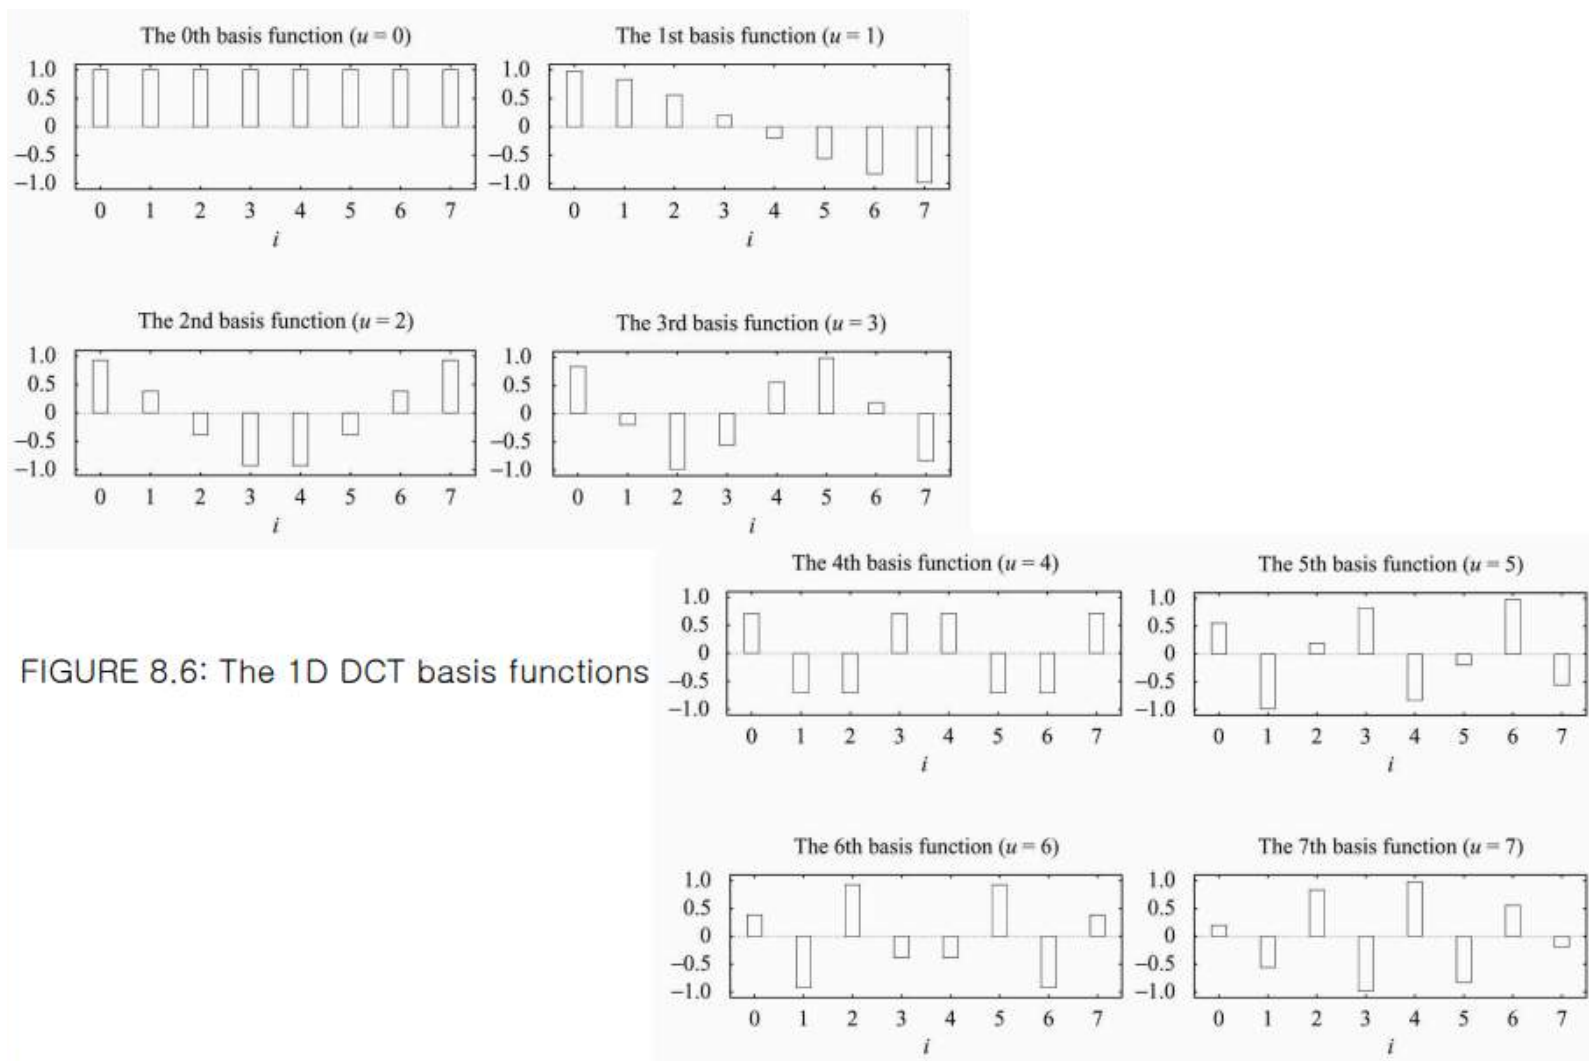 The 0th basis function (u = 0)
1.0
0.5
0
−0.5
−1.0
0 1 2 3 4 5 6 7
i
The 1st basis function (u = 1)
1.0
0.5
0
−0.5
−1.0
0 1 2 3 4 5 6 7
i
The 2nd basis function (u = 2)
1.0
0.5
0
−0.5
−1.0
0 1 2 3 4 5 6 7
i
The 3rd basis function (u = 3)
1.0
0.5
0
−0.5
−1.0
0 1 2 3 4 5 6 7
i
FIGURE 8.6: The 1D DCT basis functions
The 4th basis function (u = 4)
1.0
0.5
0
−0.5
−1.0
0 1 2 3 4 5 6 7
i
The 5th basis function (u = 5)
1.0
0.5
0
−0.5
−1.0
0 1 2 3 4 5 6 7
i
The 6th basis function (u = 6)
1.0
0.5
0
−0.5
−1.0
0 1 2 3 4 5 6 7
i
The 7th basis function (u = 7)
1.0
0.5
0
−0.5
−1.0
0 1 2 3 4 5 6 7
i